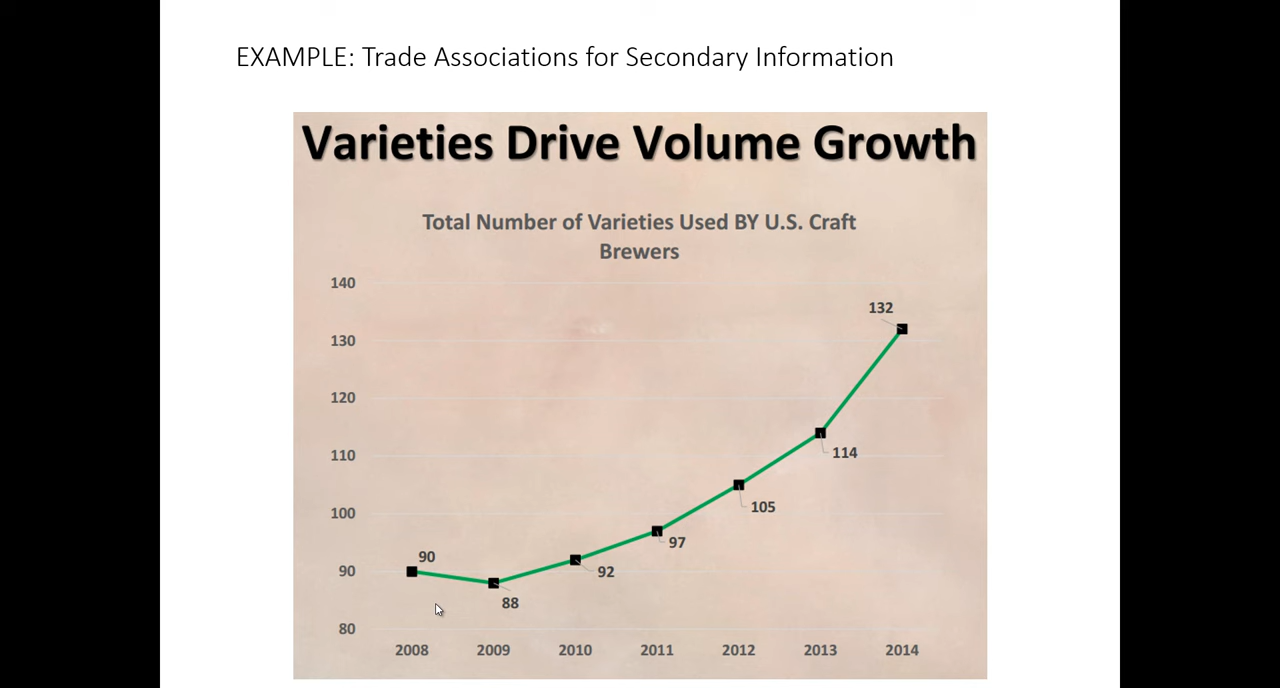 EXAMPLE: Trade Associations for Secondary Information
Varieties Drive Volume Growth
Total Number of Varieties Used BY U.S. Craft
Brewers
140
130
120
110
100
90
80
90
88
92
97
105
114
132
2008 2009 2010 2011 2012 2013 2014